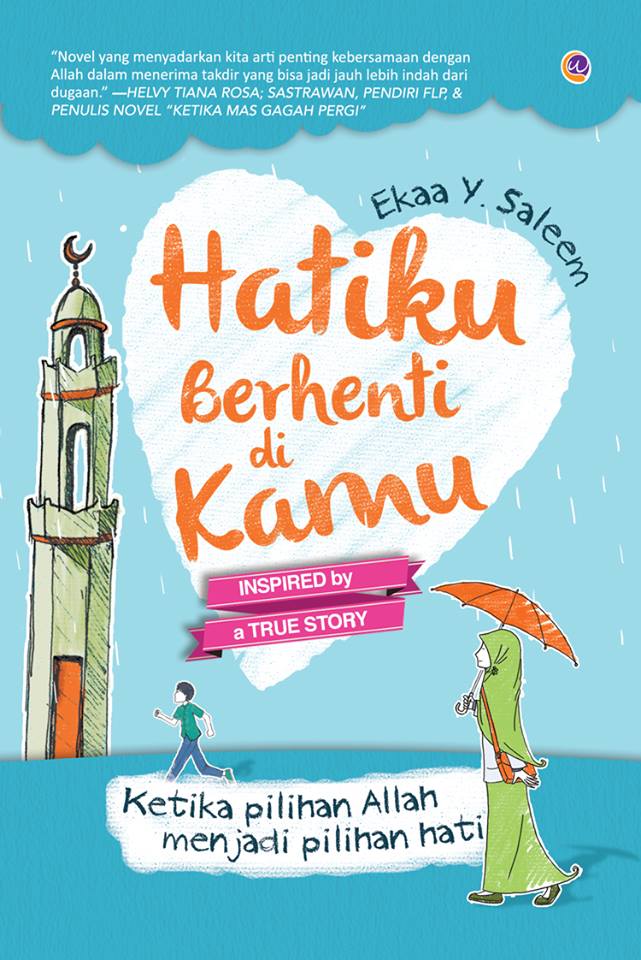 “Novel yang menyadarkan kita arti penting kebersamaan dengan
Allah dalam menerima takdir yang bisa jadi jauh lebih indah dari
dugaan.” —HELVY TIANA ROSA; SASTRAWAN, PENDIRI FLP, &
PENULIS NOVEL “KETIKA MAS GAGAH PERGI”
Ekaa Y. Saleem
Hatiku
Berhenti
di
Kamu
INSPIRED by
a TRUE STORY
Ketika pilihan Allah
menjadi pilihan hati